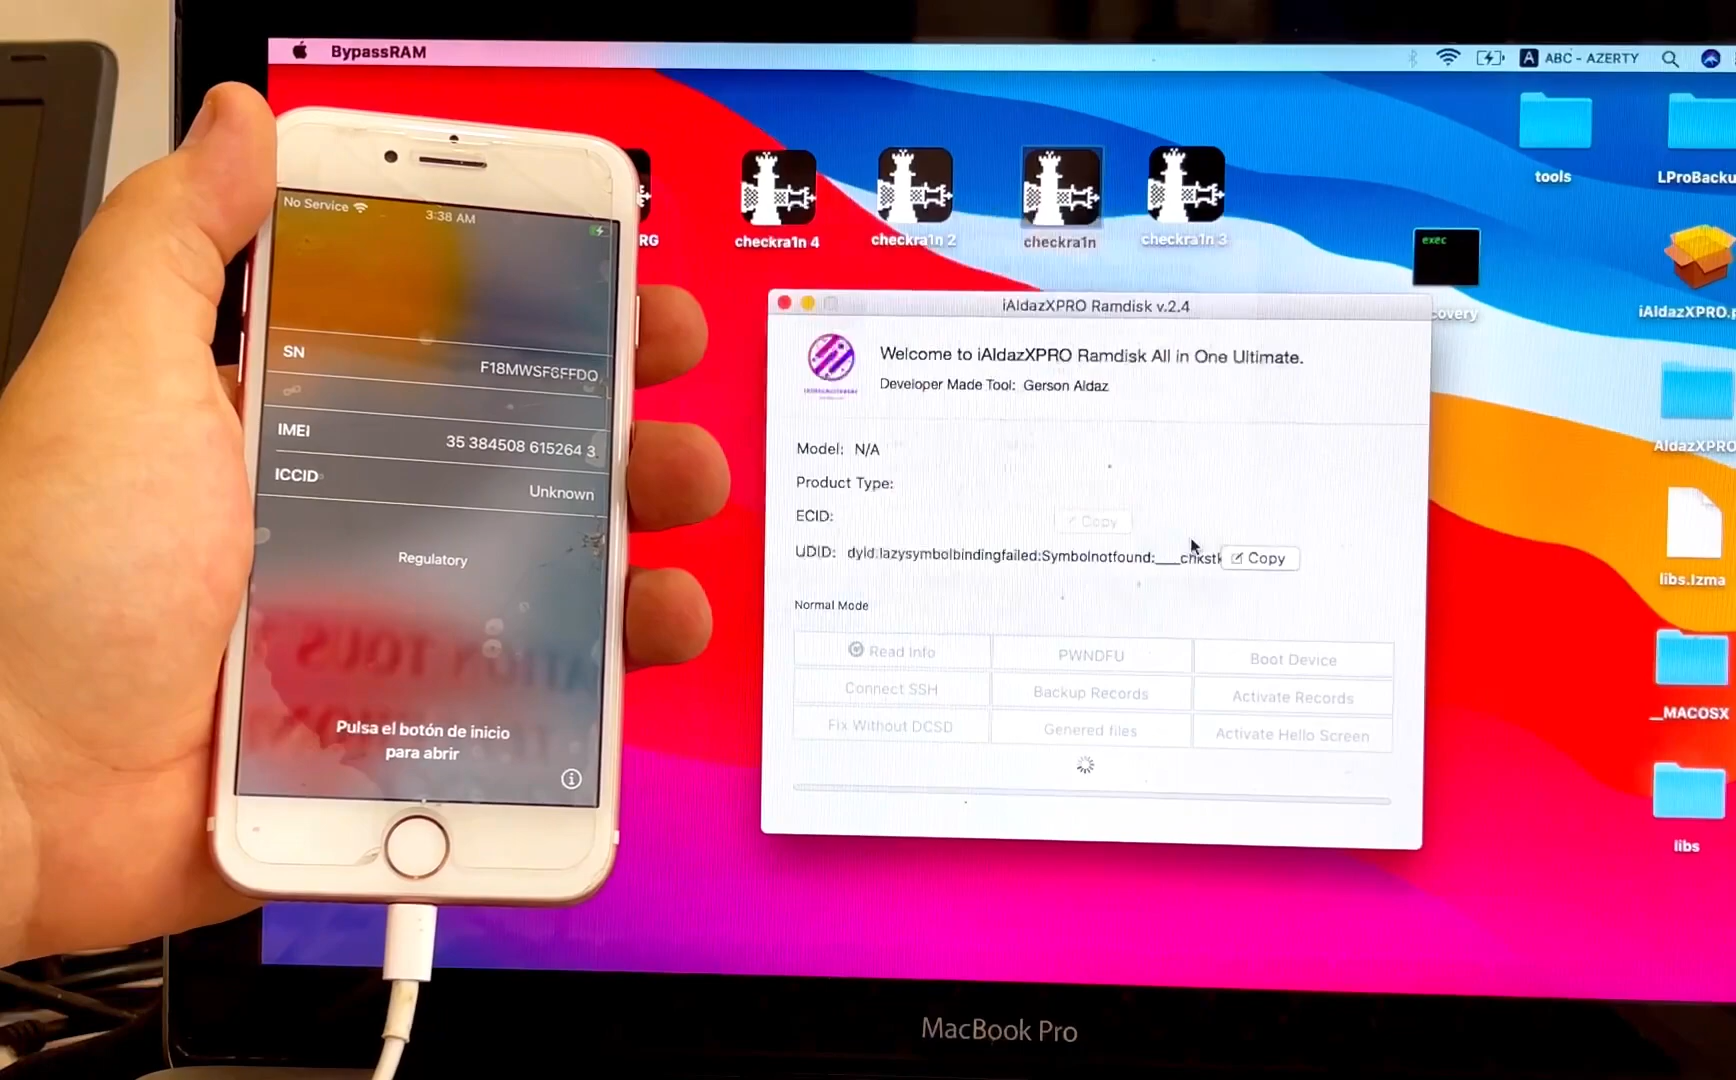 BypassRAM
ABC - AZERTY
tools
LProBacku
RG
checkra1n 4
checkra1n 2
checkra1n
checkra1n 3
exec
covery
iAldazXPRO.p
AldazXPRO
libs.lzma
__MACOSX
libs
No Service
3:38 AM
SN
F18MWSFCFFDQ
IMEI
35 384508 615264 3
ICCID
Unknown
Regulatory
Pulsa el botón de inicio
para abrir
iAldazXPRO Ramdisk v.2.4
Welcome to iAldazXPRO Ramdisk All in One Ultimate.
Developer Made Tool: Gerson Aldaz
Model: N/A
Product Type:
ECID:
Copy
UDID: dyld:lazysymbolbindingfailed:Symbolnotfound:___chkstk
Copy
Normal Mode
Read Info
PWNDFU
Boot Device
Connect SSH
Backup Records
Activate Records
Fix Without DCSD
Genered files
Activate Hello Screen
MacBook Pro